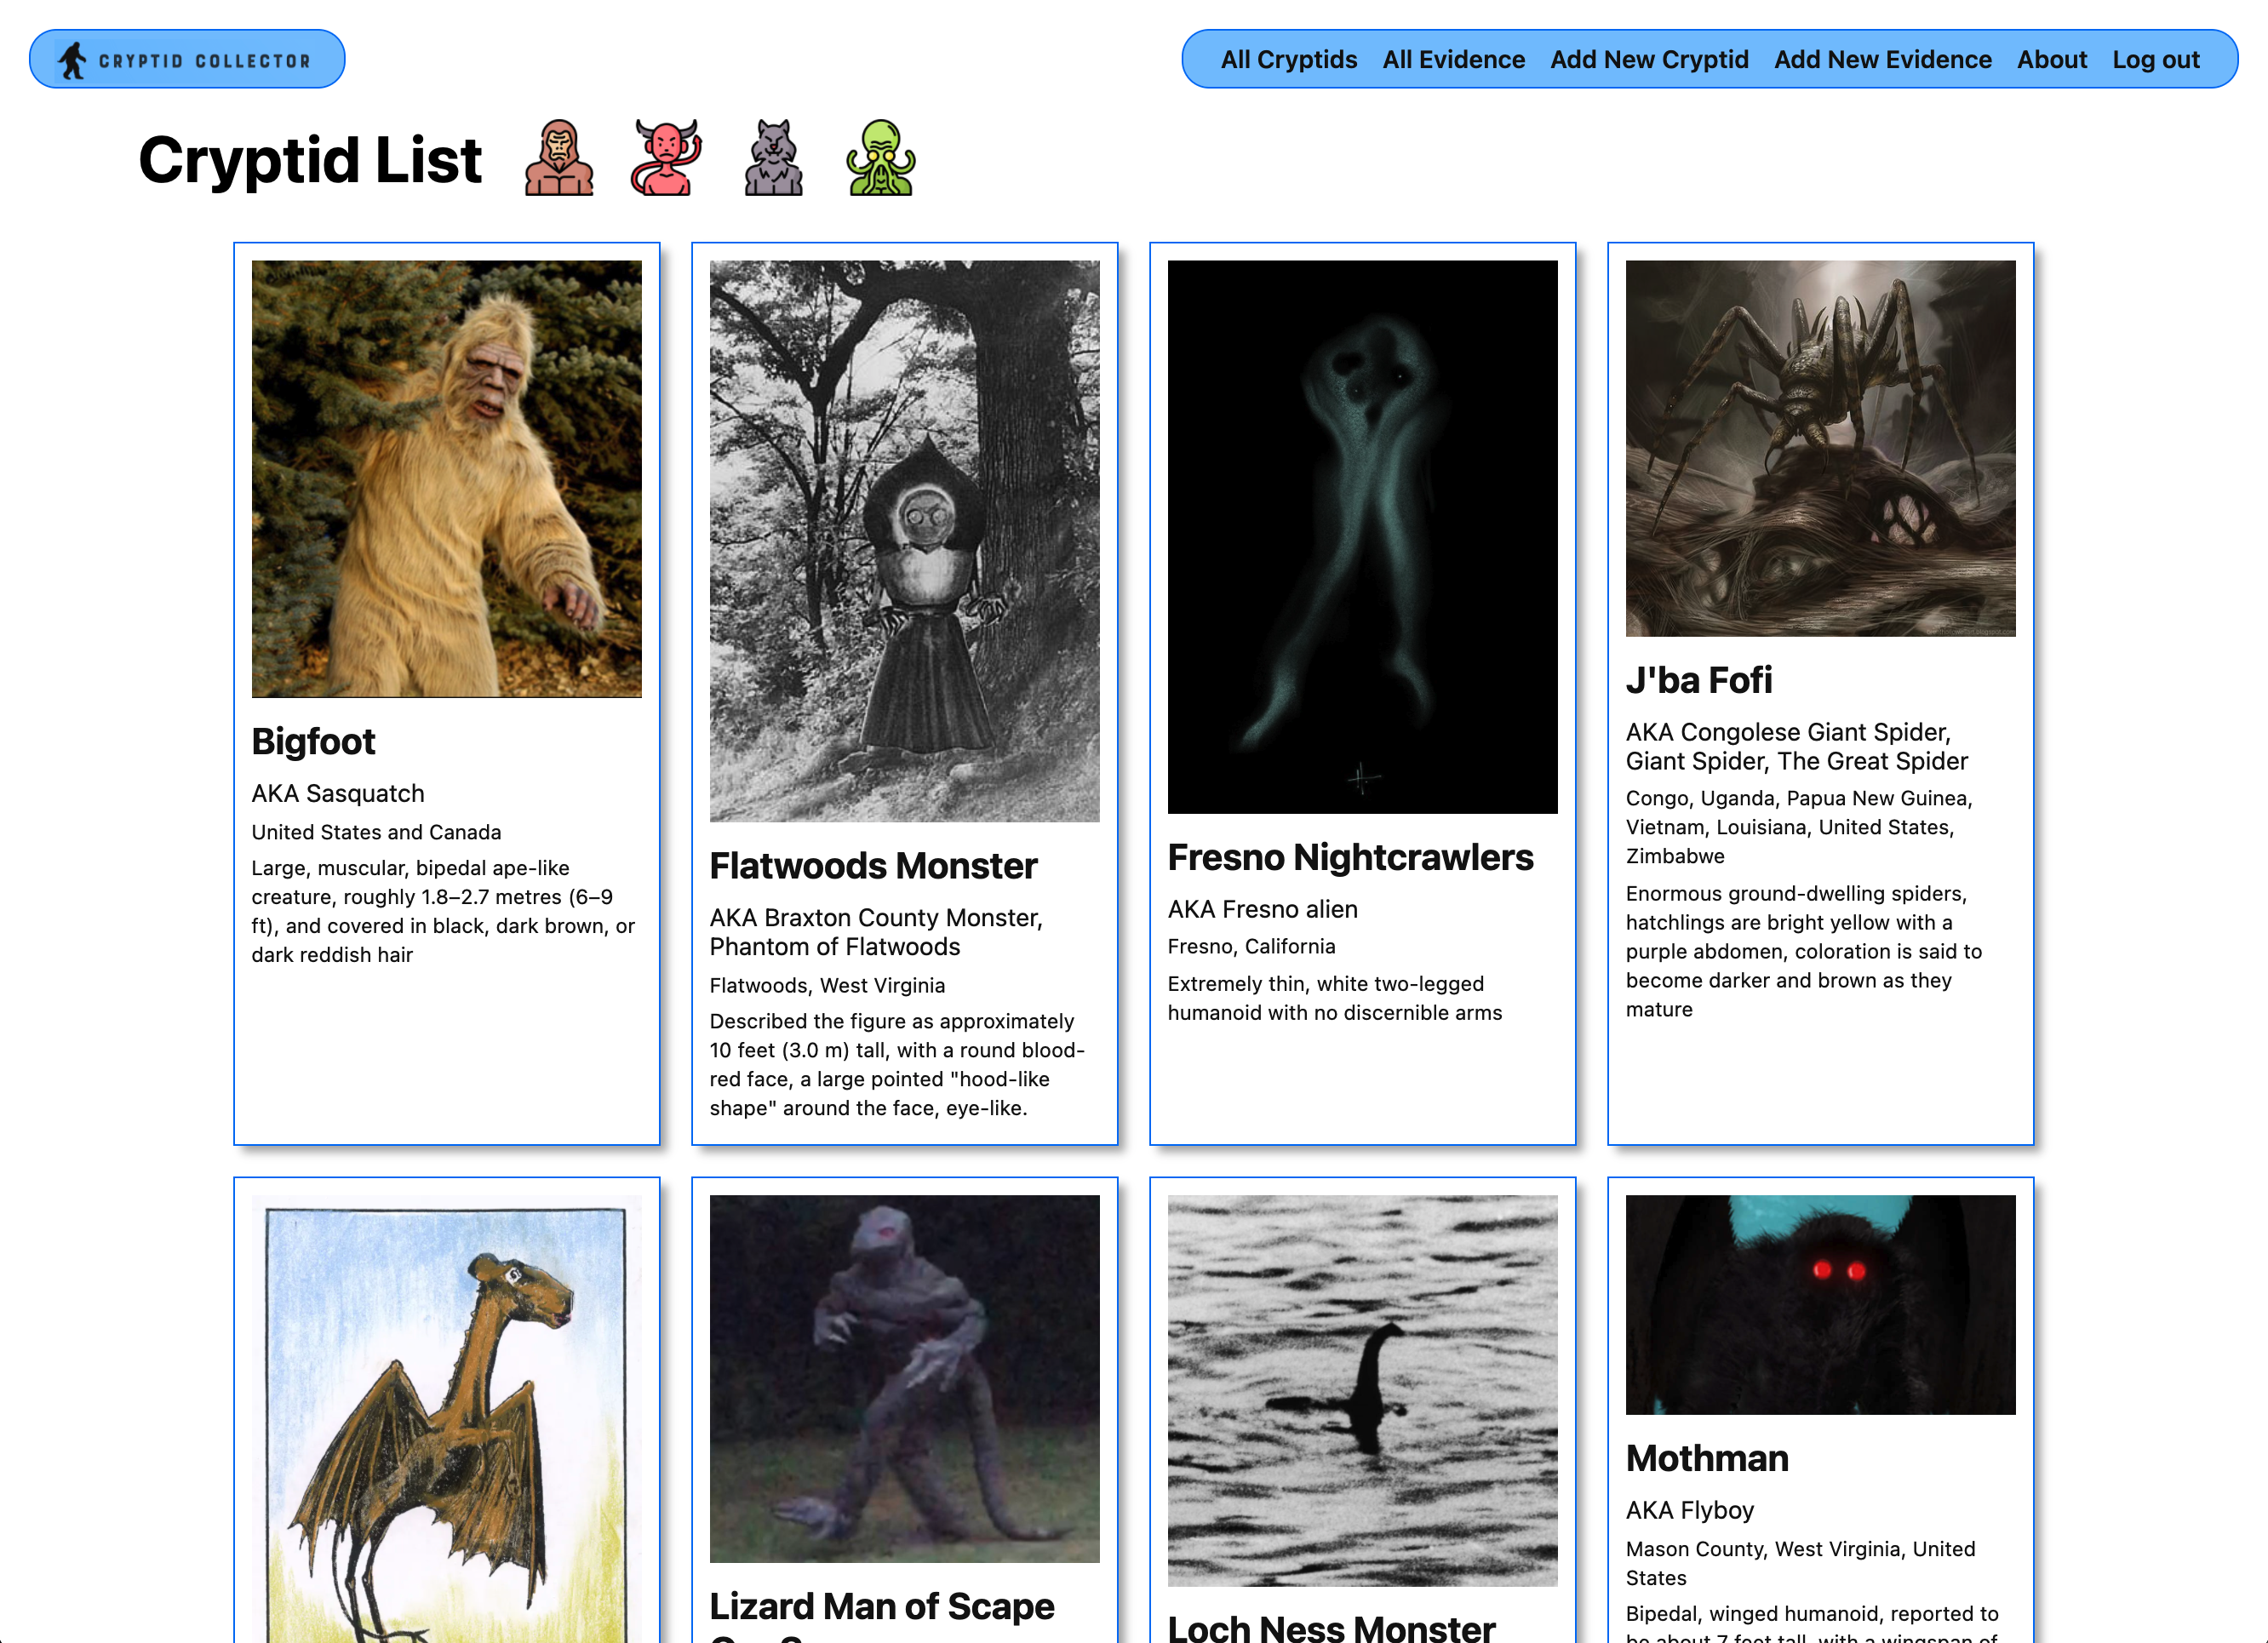 CRYPTID COLLECTOR
All Cryptids All Evidence Add New Cryptid Add New Evidence About Log out
Cryptid List
Bigfoot
AKA Sasquatch
United States and Canada
Large, muscular, bipedal ape-like
creature, roughly 1.8–2.7 metres (6–9
ft), and covered in black, dark brown, or
dark reddish hair
Flatwoods Monster
AKA Braxton County Monster,
Phantom of Flatwoods
Flatwoods, West Virginia
Described the figure as approximately
10 feet (3.0 m) tall, with a round blood-
red face, a large pointed "hood-like
shape" around the face, eye-like.
Fresno Nightcrawlers
AKA Fresno alien
Fresno, California
Extremely thin, white two-legged
humanoid with no discernible arms
J'ba Fofi
AKA Congolese Giant Spider,
Giant Spider, The Great Spider
Congo, Uganda, Papua New Guinea,
Vietnam, Louisiana, United States,
Zimbabwe
Enormous ground-dwelling spiders,
hatchlings are bright yellow with a
purple abdomen, coloration is said to
become darker and brown as they
mature
Lizard Man of Scape
Loch Ness Monster
Mothman
AKA Flyboy
Mason County, West Virginia, United
States
Bipedal, winged humanoid, reported to
be about 7 feet tall, with a wingspan of